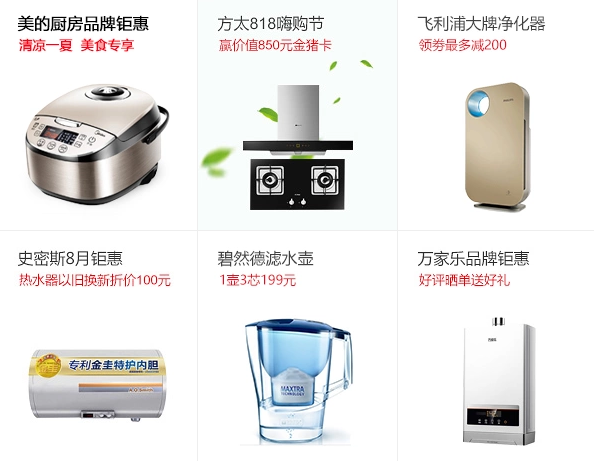 美的厨房品牌钜惠
清凉一夏 美食专享
方太818嗨购节
赢价值850元金猪卡
飞利浦大牌净化器
领券最多减200
Midea
PHILIPS
史密斯8月钜惠
热水器以旧换新折价100元
碧然德滤水壶
1壶3芯199元
万家乐品牌钜惠
好评晒单送好礼
专利金圭特护内胆
A.O.Smith
MAXTRA
TECHNOLOGY